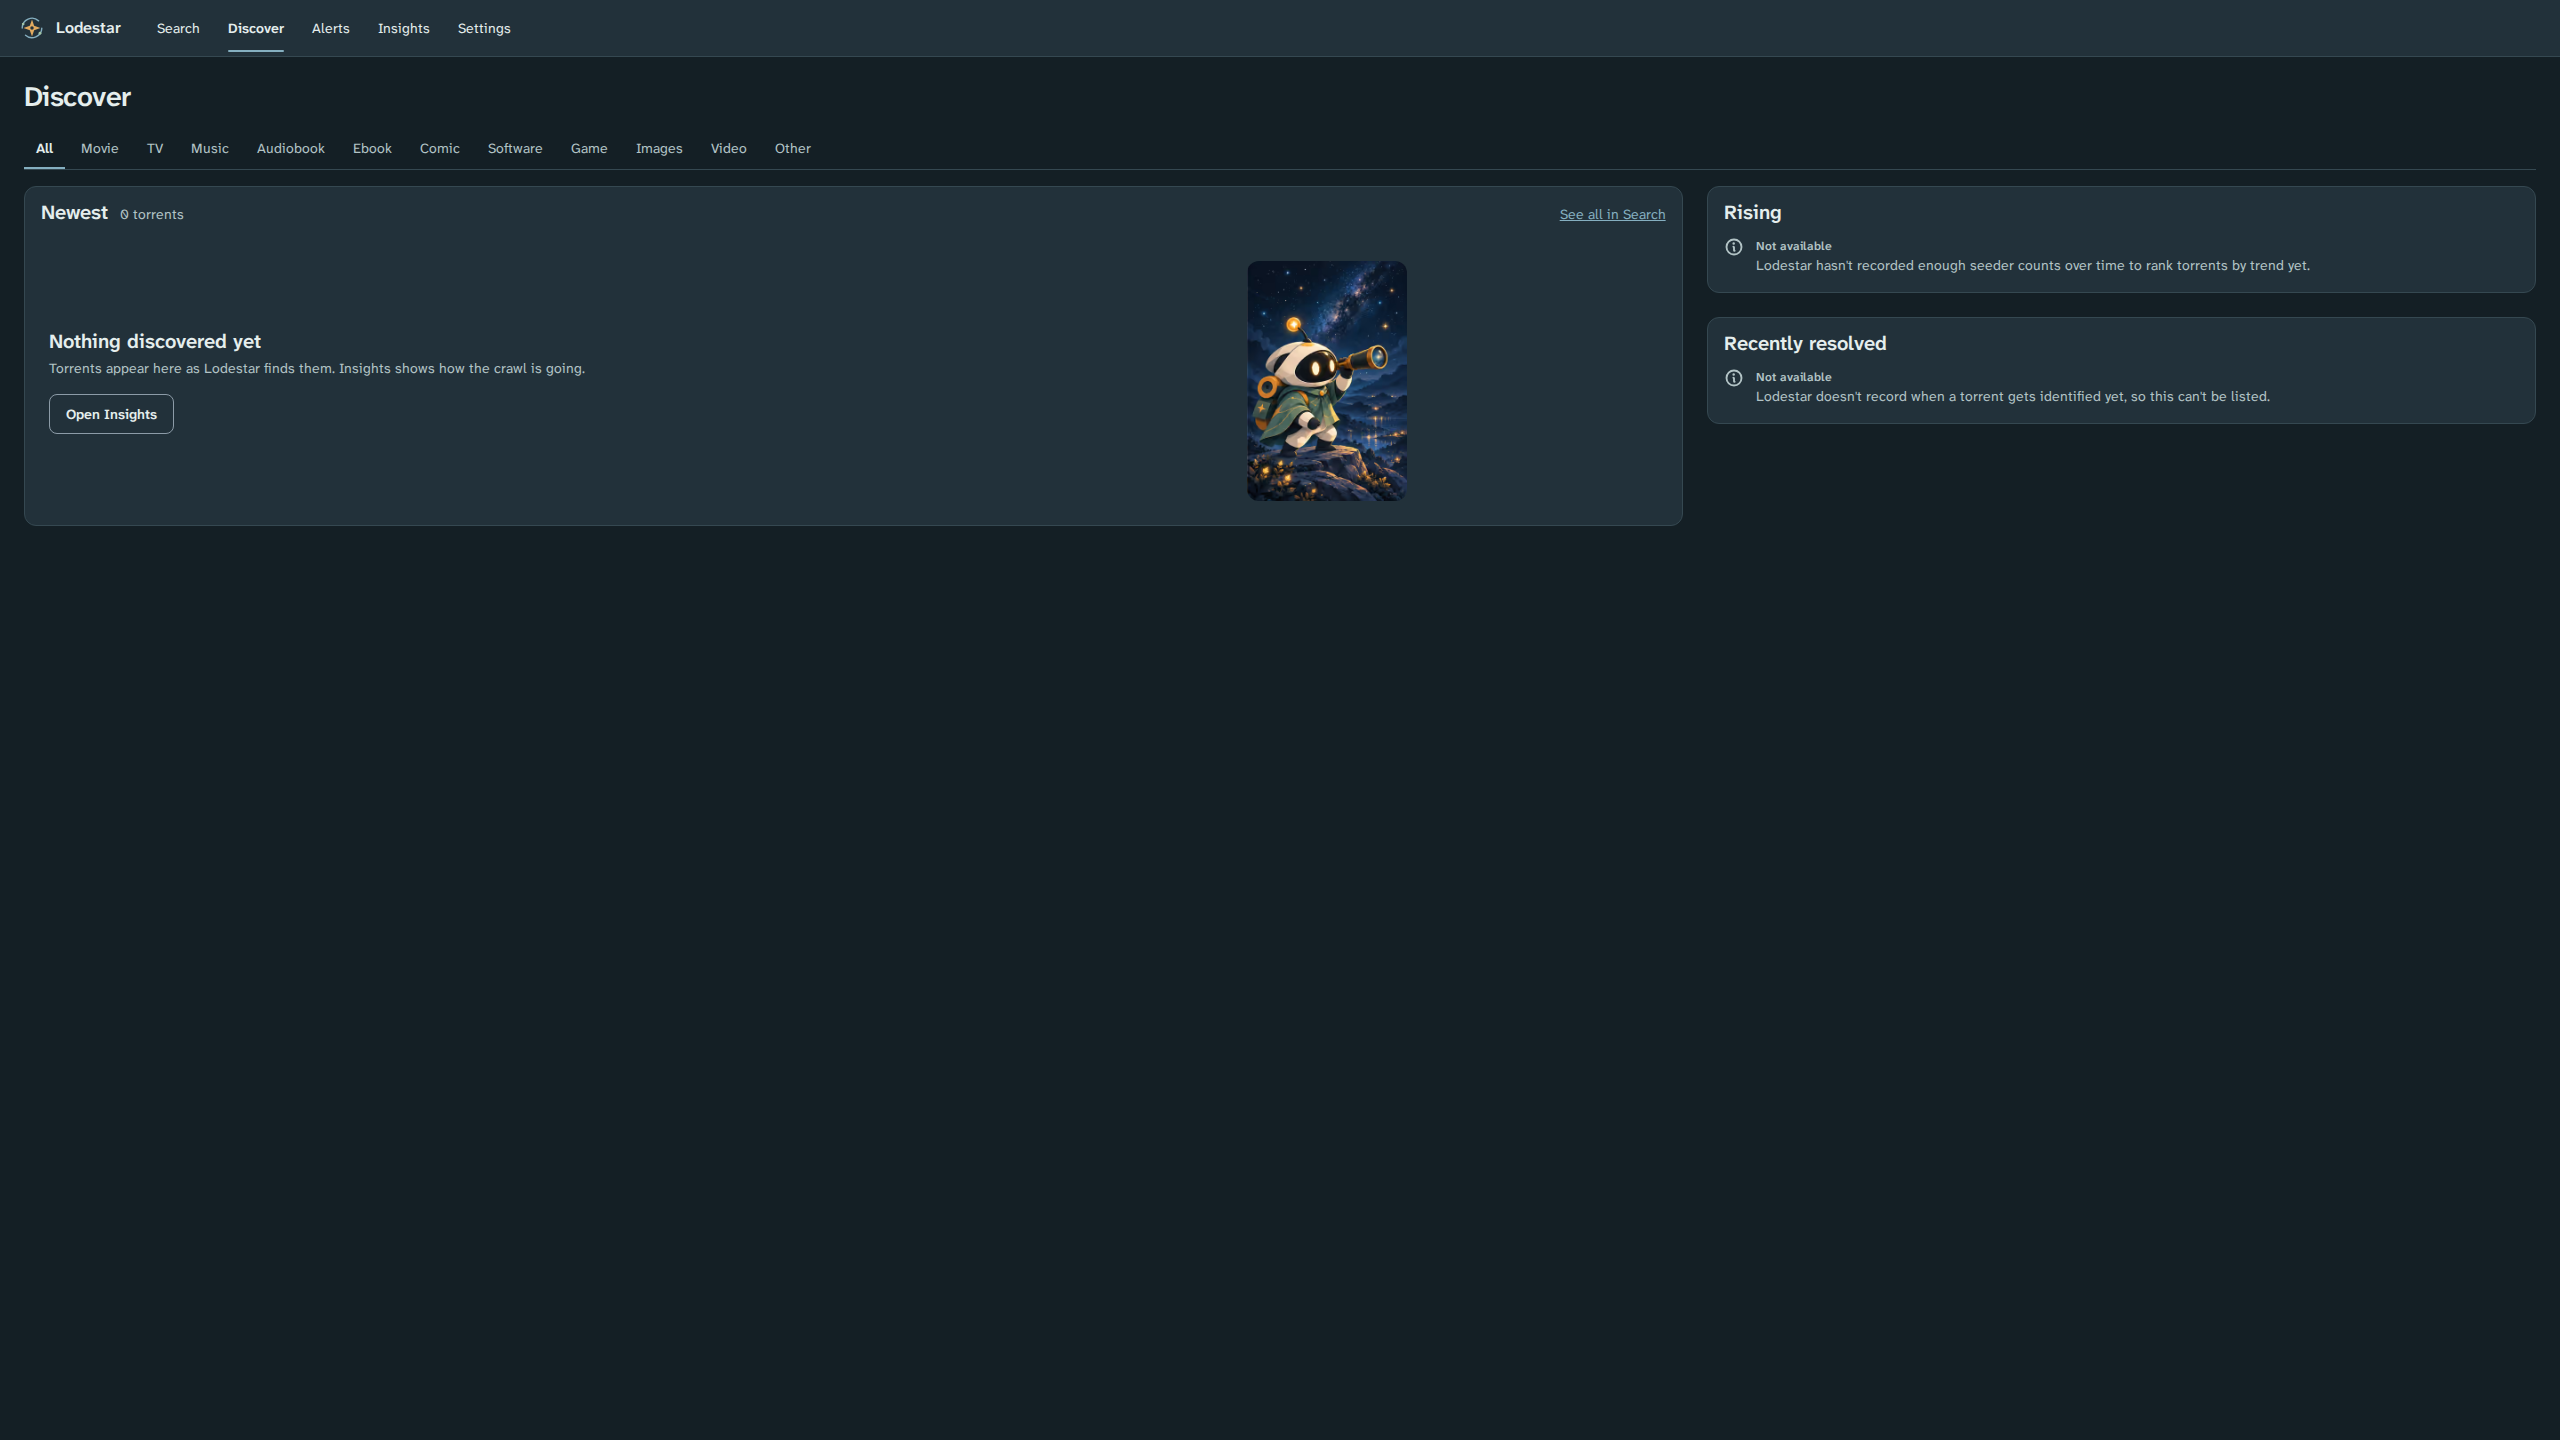 Lodestar
Search
Discover
Alerts
Insights
Settings
Discover
All
Movie
TV
Music
Audiobook
Ebook
Comic
Software
Game
Images
Video
Other
Newest
0 torrents
See all in Search
Nothing discovered yet
Torrents appear here as Lodestar finds them. Insights shows how the crawl is going.
Open Insights
Rising
Not available
Lodestar hasn't recorded enough seeder counts over time to rank torrents by trend yet.
Recently resolved
Not available
Lodestar doesn't record when a torrent gets identified yet, so this can't be listed.